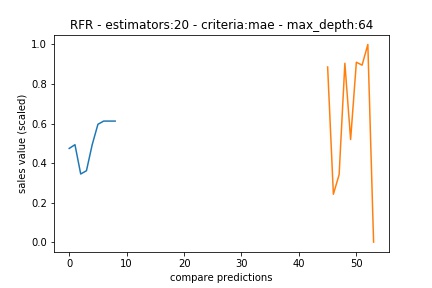 RFR - estimators:20 - criteria:mae - max_depth:64
1.0
0.8
0.6
0.4
0.2
0.0
sales value (scaled)
0 10 20 30 40 50
compare predictions